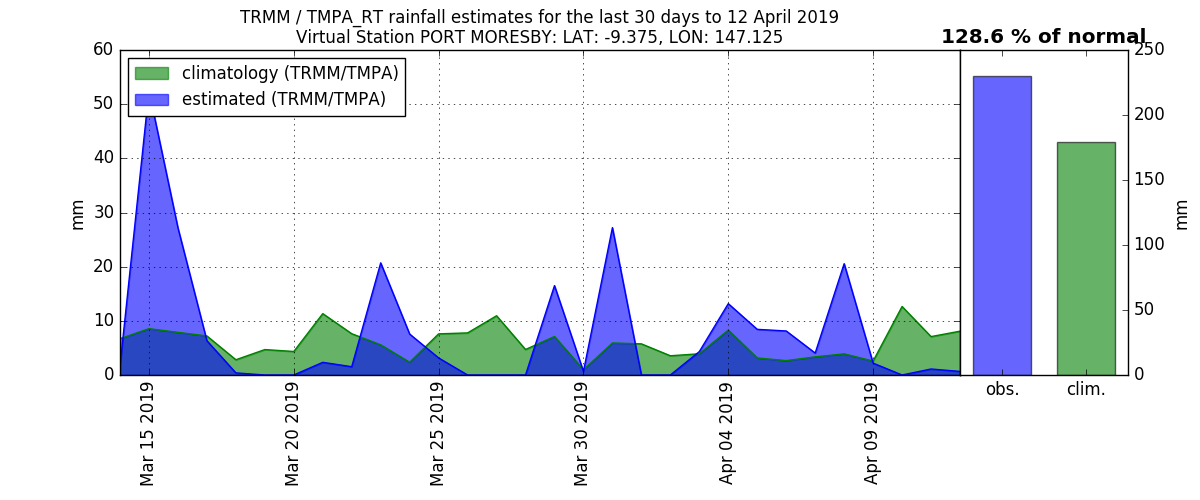 TRMM / TMPA_RT rainfall estimates for the last 30 days to 12 April 2019
Virtual Station PORT MORESBY: LAT: -9.375, LON: 147.125
128.6 % of normal
climatology (TRMM/TMPA)
estimated (TRMM/TMPA)
60
50
40
30
20
10
0
mm
Mar 15 2019
Mar 20 2019
Mar 25 2019
Mar 30 2019
Apr 04 2019
Apr 09 2019
250
200
150
100
50
0
mm
obs.
clim.